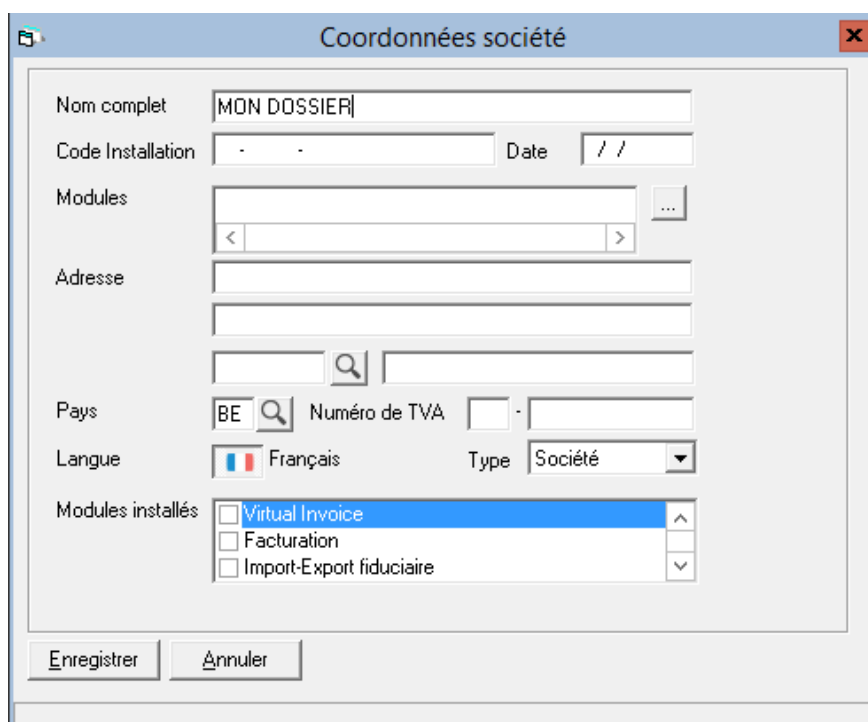 Coordonnées société
Nom complet MON DOSSIER
Code Installation - - Date / /
Modules ...
Adresse
Pays BE Numéro de TVA -
Langue Français Type Société
Modules installés Virtual Invoice
Facturation
Import-Export fiduciaire
Enregistrer Annuler